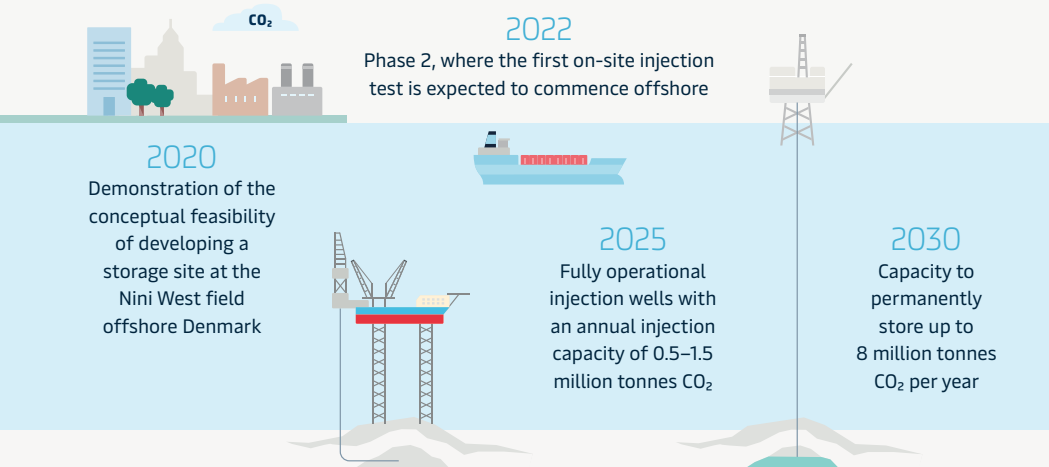 CO₂
2022
Phase 2, where the first on-site injection
test is expected to commence offshore
2020
Demonstration of the
conceptual feasibility
of developing a
storage site at the
Nini West field
offshore Denmark
2025
Fully operational
injection wells with
an annual injection
capacity of 0.5–1.5
million tonnes CO₂
2030
Capacity to
permanently
store up to
8 million tonnes
CO₂ per year